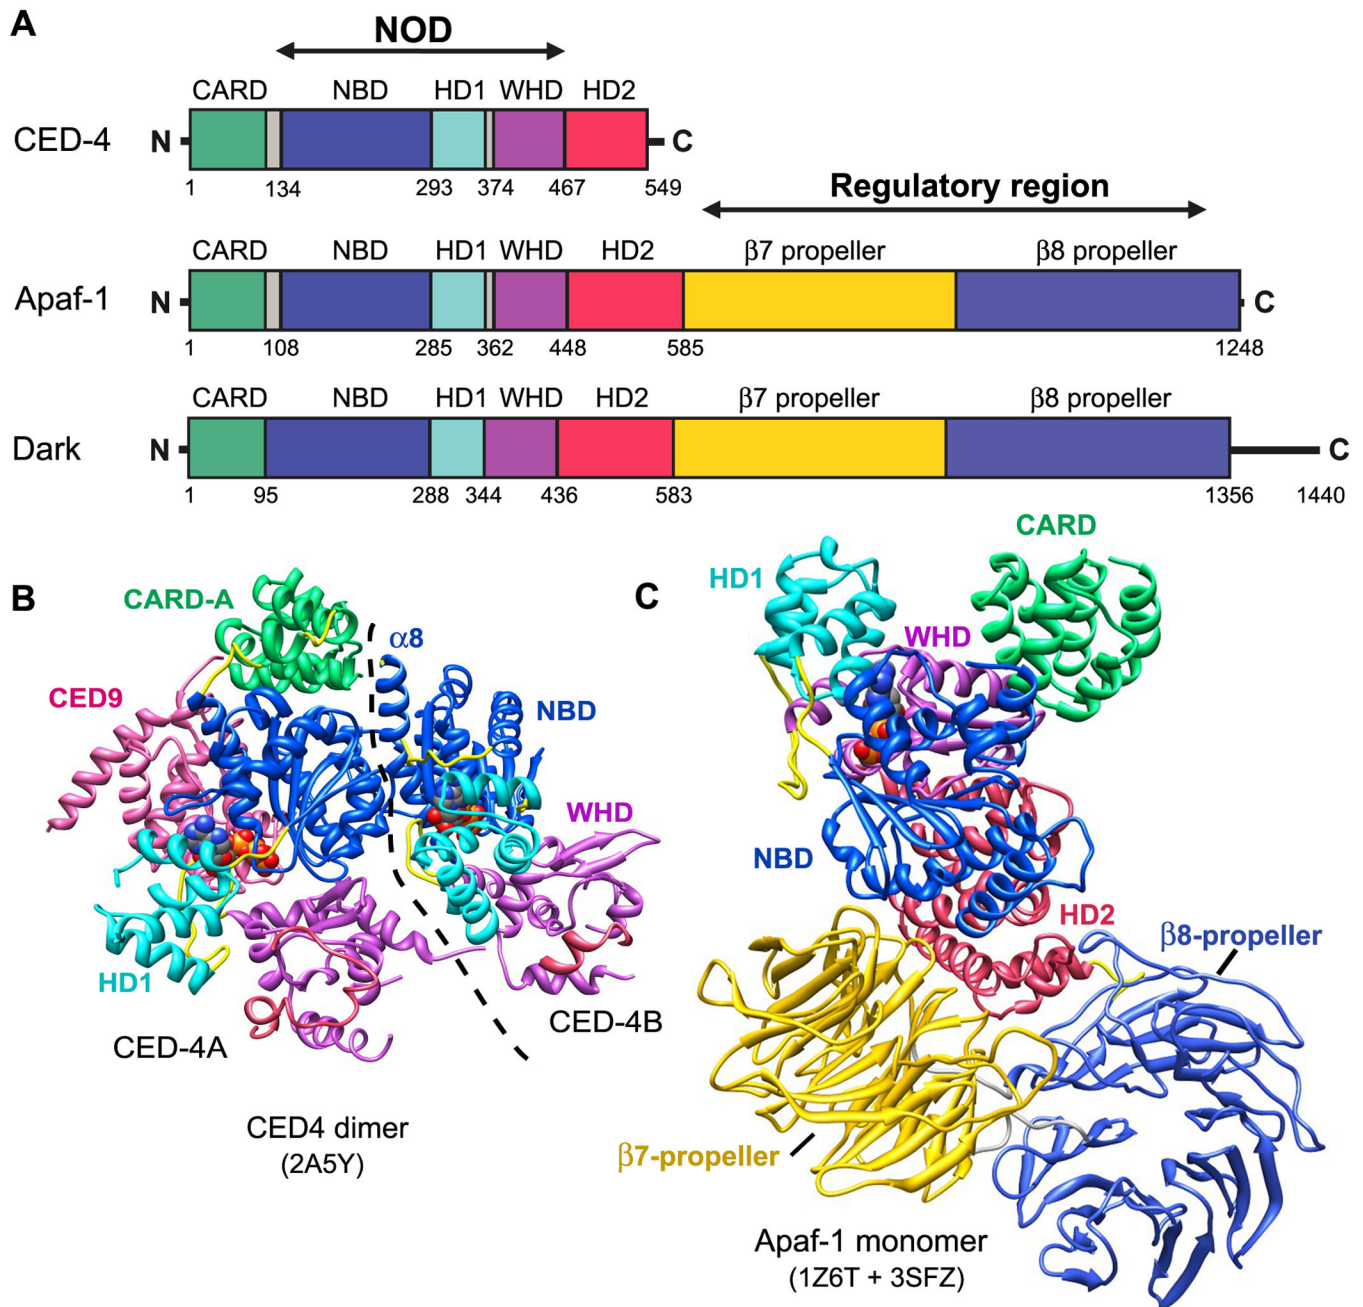 A
NOD
CARD NBD HD1 WHD HD2
CED-4 N C
1 134 293 374 467 549
Regulatory region
CARD NBD HD1 WHD HD2 β7 propeller β8 propeller
Apaf-1 N C
1 108 285 362 448 585 1248
CARD NBD HD1 WHD HD2 β7 propeller β8 propeller
Dark N C
1 95 288 344 436 583 1356 1440
B
CARD-A
α8
CED9
NBD
WHD
HD1
CED-4A
CED-4B
CED4 dimer
(2A5Y)
C
CARD
HD1
WHD
NBD
HD2
β8-propeller
β7-propeller
Apaf-1 monomer
(1Z6T + 3SFZ)